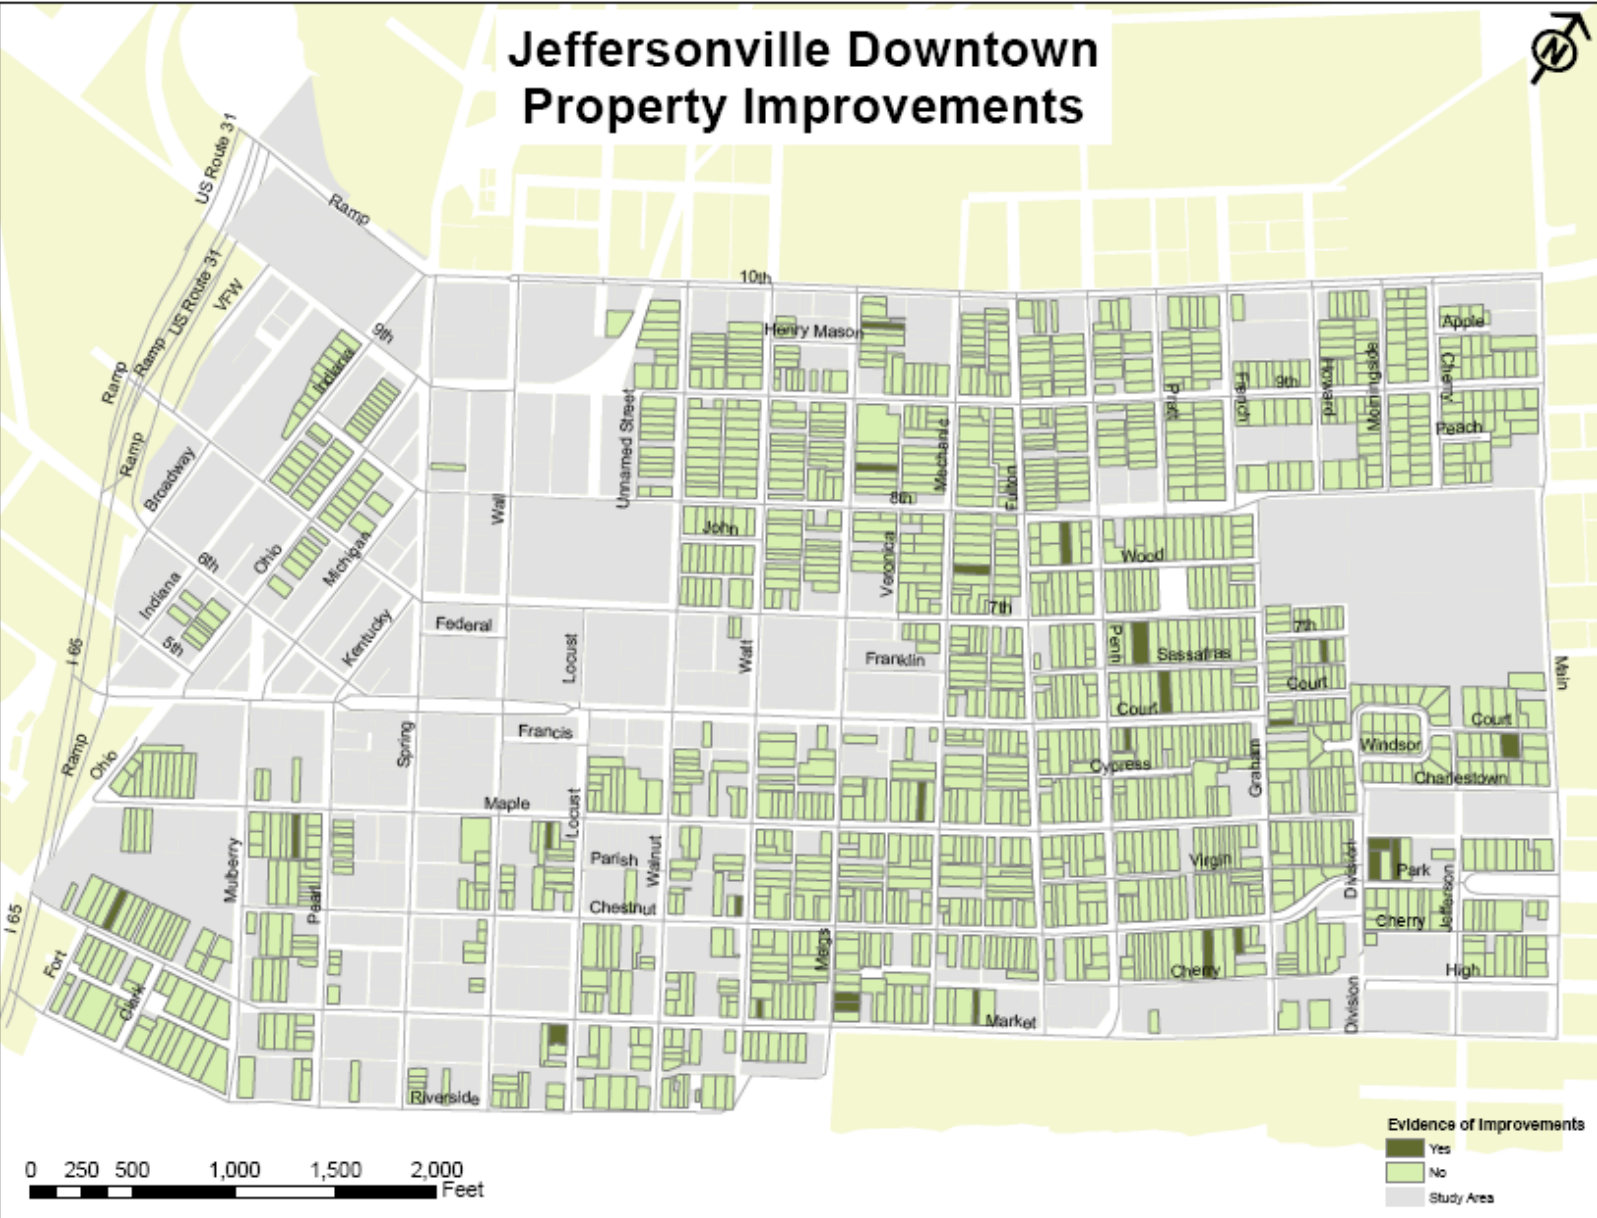 Jeffersonville Downtown
Property Improvements
N
US Route 31
Ramp
US Route 31
VFW
10th
Henry Mason
Apple
9th
Ramp
Ramp
Indiana
Morningside
Cherry
9th
Howard
French
Pratt
Unnamed Street
Peach
Ramp
Broadway
Mechanic
8th
Fulton
Wall
John
Wood
Veronica
6th
Ohio
Michigan
Indiana
7th
Federal
Kentucky
5th
Locust
Watt
Franklin
Penn
Sassafras
7th
I 65
Main
Court
Court
Court
Spring
Francis
Windsor
Ramp
Ohio
Cypress
Graham
Charlestown
Maple
Locust
Mulberry
Parish
Walnut
Virgin
Division
Park
Pearl
Chestnut
Jefferson
Cherry
I 65
Meigs
Fort
Cherry
High
Clark
Market
Division
Riverside
Evidence of Improvements
Yes
No
Study Area
0 250 500 1,000 1,500 2,000
Feet